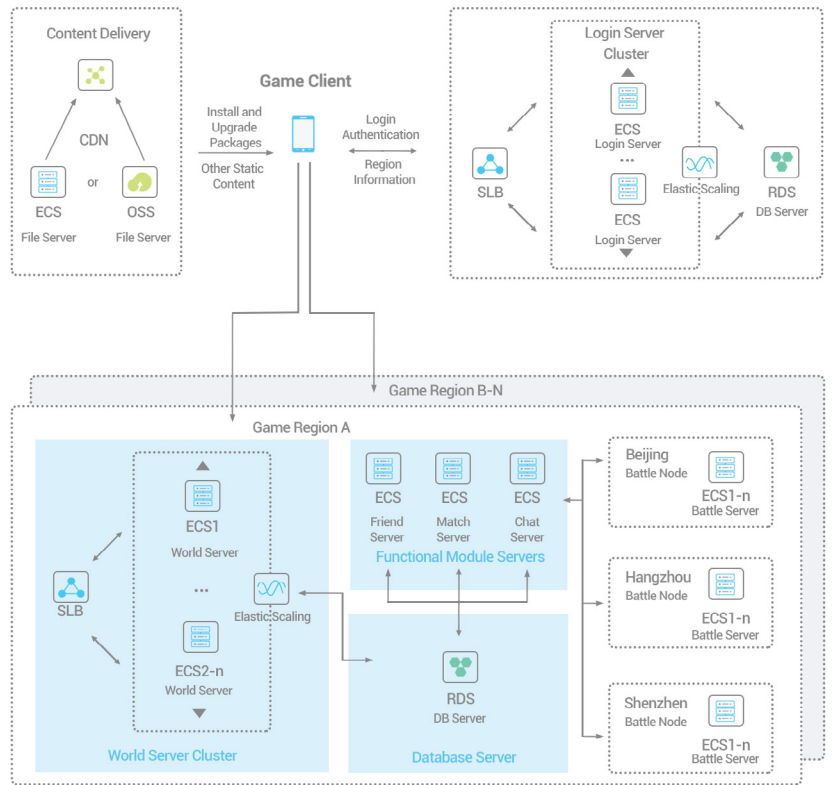 Content Delivery
CDN
ECS
or
OSS
File Server
File Server
Game Client
Install and
Upgrade
Packages
Other Static
Content
Login
Authentication
Region
Information
Login Server
Cluster
ECS
Login Server
...
ECS
Login Server
SLB
Elastic Scaling
RDS
DB Server
Game Region B-N
Game Region A
ECS1
World Server
...
SLB
Elastic Scaling
ECS2-n
World Server
World Server Cluster
ECS
ECS
ECS
Friend
Server
Match
Server
Chat
Server
Functional Module Servers
RDS
DB Server
Database Server
Beijing
Battle Node
ECS1-n
Battle Server
Hangzhou
Battle Node
ECS1-n
Battle Server
Shenzhen
Battle Node
ECS1-n
Battle Server